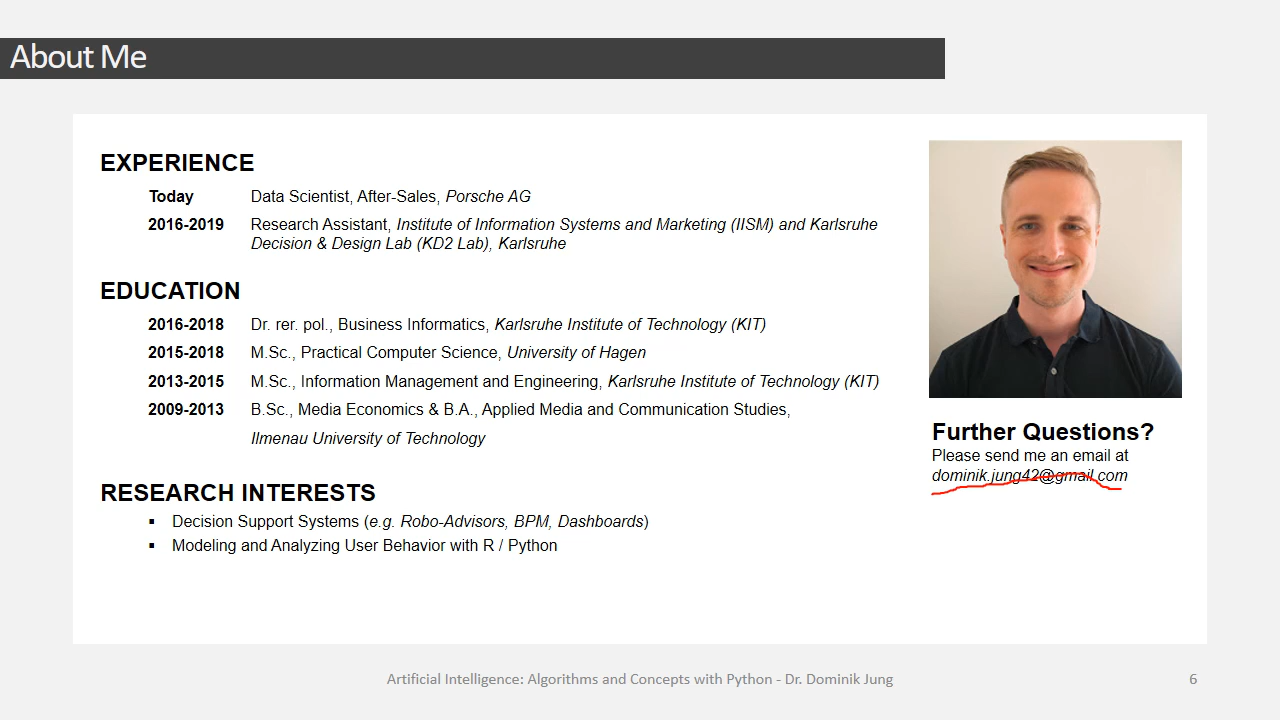 About Me
EXPERIENCE
Today Data Scientist, After-Sales, Porsche AG
2016-2019 Research Assistant, Institute of Information Systems and Marketing (IISM) and Karlsruhe
Decision & Design Lab (KD2 Lab), Karlsruhe
EDUCATION
2016-2018 Dr. rer. pol., Business Informatics, Karlsruhe Institute of Technology (KIT)
2015-2018 M.Sc., Practical Computer Science, University of Hagen
2013-2015 M.Sc., Information Management and Engineering, Karlsruhe Institute of Technology (KIT)
2009-2013 B.Sc., Media Economics & B.A., Applied Media and Communication Studies,
Ilmenau University of Technology
RESEARCH INTERESTS
▪ Decision Support Systems (e.g. Robo-Advisors, BPM, Dashboards)
▪ Modeling and Analyzing User Behavior with R / Python
Further Questions?
Please send me an email at
dominik.jung42@gmail.com
Artificial Intelligence: Algorithms and Concepts with Python - Dr. Dominik Jung
6